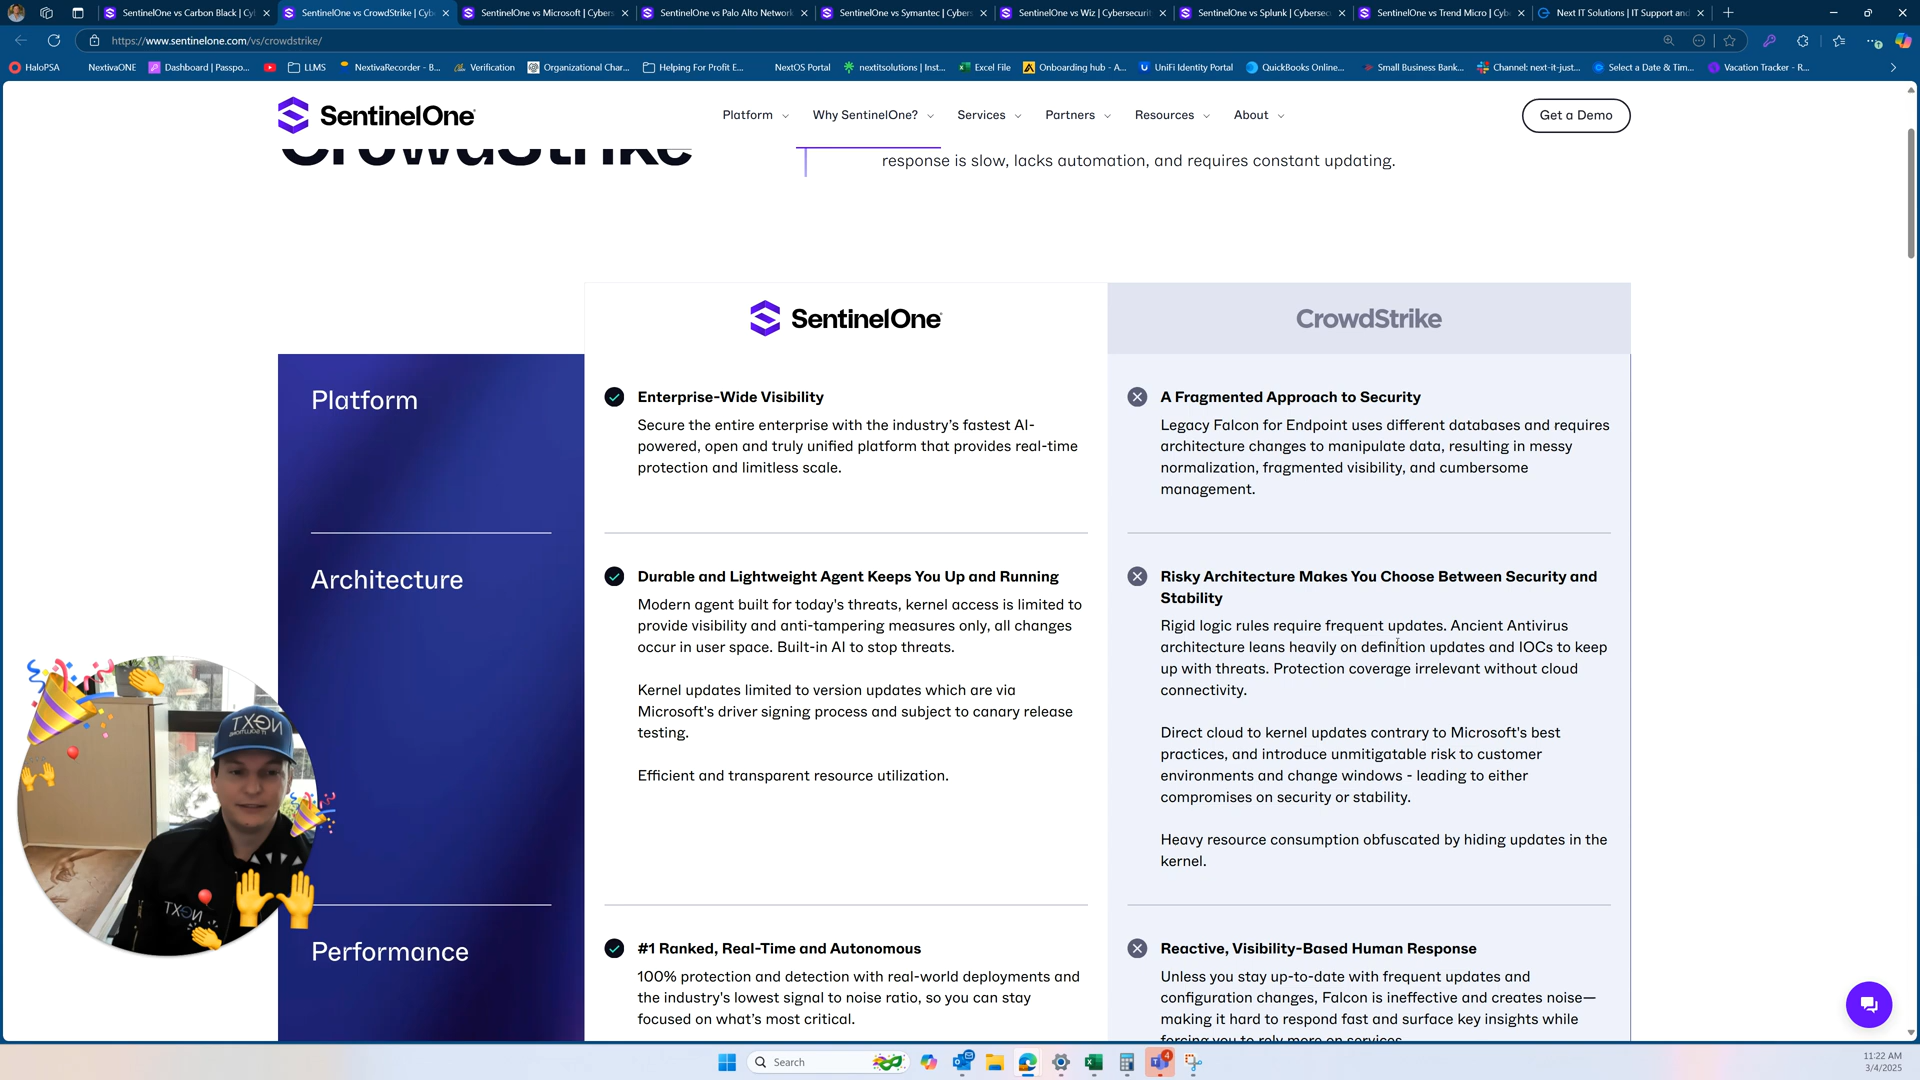 SentinelOne vs Carbon Black | Cyb
SentinelOne vs CrowdStrike | Cyb
SentinelOne vs Microsoft | Cybers
SentinelOne vs Palo Alto Network
SentinelOne vs Symantec | Cybers
SentinelOne vs Wiz | Cybersecurit
SentinelOne vs Splunk | Cybersec
SentinelOne vs Trend Micro | Cyb
Next IT Solutions | IT Support and
https://www.sentinelone.com/vs/crowdstrike/
HaloPSA
NextivaONE
Dashboard | Passpo...
LLMS
NextivaRecorder - B...
Verification
Organizational Char...
Helping For Profit E...
NextOS Portal
nextitsolutions | Inst...
Excel File
Onboarding hub - A...
UniFi Identity Portal
QuickBooks Online...
Small Business Bank...
Channel: next-it-just...
Select a Date & Tim...
Vacation Tracker - R...
SentinelOne
Platform
Why SentinelOne?
Services
Partners
Resources
About
Get a Demo
CrowdStrike
response is slow, lacks automation, and requires constant updating.
SentinelOne
CrowdStrike
Platform
Enterprise-Wide Visibility
Secure the entire enterprise with the industry's fastest AI-
powered, open and truly unified platform that provides real-time
protection and limitless scale.
A Fragmented Approach to Security
Legacy Falcon for Endpoint uses different databases and requires
architecture changes to manipulate data, resulting in messy
normalization, fragmented visibility, and cumbersome
management.
Architecture
Durable and Lightweight Agent Keeps You Up and Running
Modern agent built for today's threats, kernel access is limited to
provide visibility and anti-tampering measures only, all changes
occur in user space. Built-in AI to stop threats.
Kernel updates limited to version updates which are via
Microsoft's driver signing process and subject to canary release
testing.
Efficient and transparent resource utilization.
Risky Architecture Makes You Choose Between Security and
Stability
Rigid logic rules require frequent updates. Ancient Antivirus
architecture leans heavily on definition updates and IOCs to keep
up with threats. Protection coverage irrelevant without cloud
connectivity.
Direct cloud to kernel updates contrary to Microsoft's best
practices, and introduce unmitigatable risk to customer
environments and change windows - leading to either
compromises on security or stability.
Heavy resource consumption obfuscated by hiding updates in the
kernel.
Performance
#1 Ranked, Real-Time and Autonomous
100% protection and detection with real-world deployments and
the industry's lowest signal to noise ratio, so you can stay
focused on what's most critical.
Reactive, Visibility-Based Human Response
Unless you stay up-to-date with frequent updates and
configuration changes, Falcon is ineffective and creates noise—
making it hard to respond fast and surface key insights while
forcing you to rely more on services.
NEXT
NEXT
Search
4
11:22 AM
3/4/2025